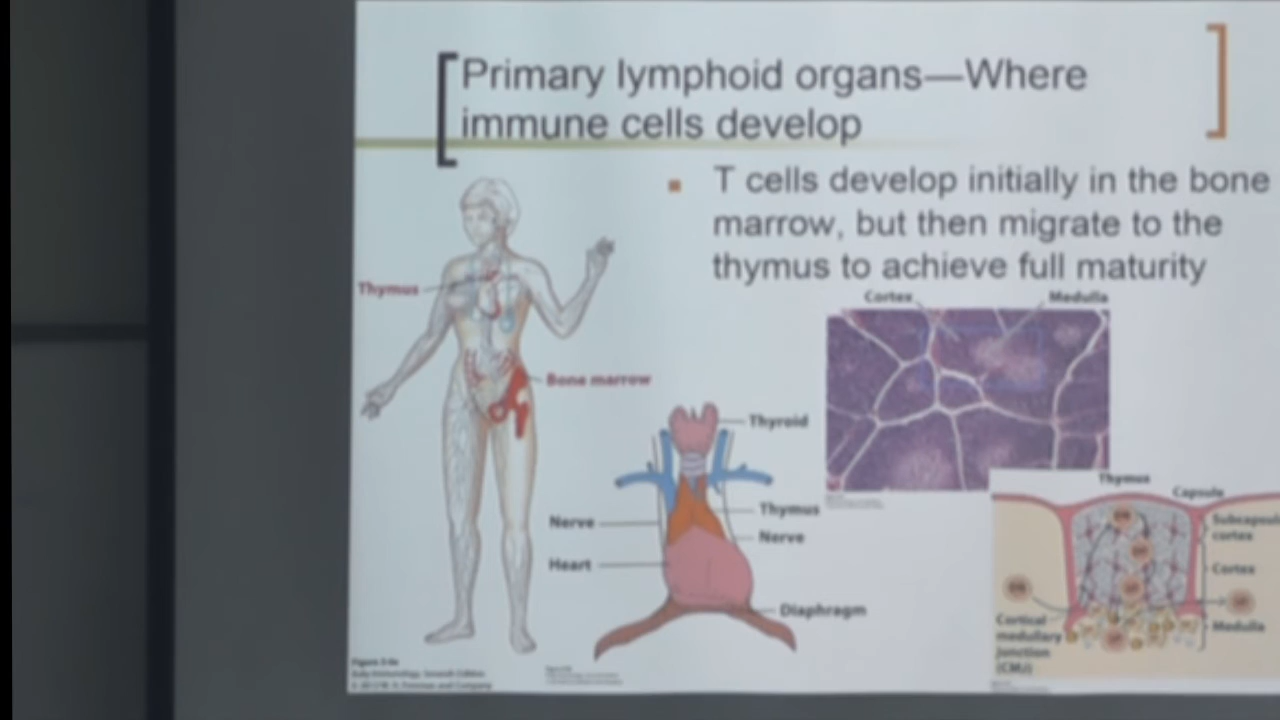 Primary lymphoid organs—Where
immune cells develop
T cells develop initially in the bone
marrow, but then migrate to the
thymus to achieve full maturity
Thymus
Bone marrow
Cortex
Medulla
Thyroid
Thymus
Nerve
Nerve
Heart
Diaphragm
Thymus
Capsule
cortex
Cortex
Medulla
Cortical
medullary
junction
(CMJ)